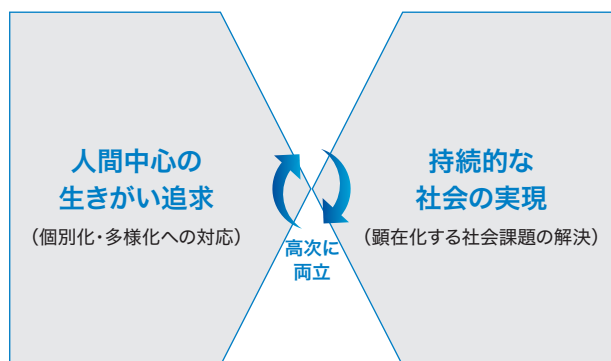 人間中心の
生きがい追求
（個別化・多様化への対応）
高次に
両立
持続的な
社会の実現
（顕在化する社会課題の解決）